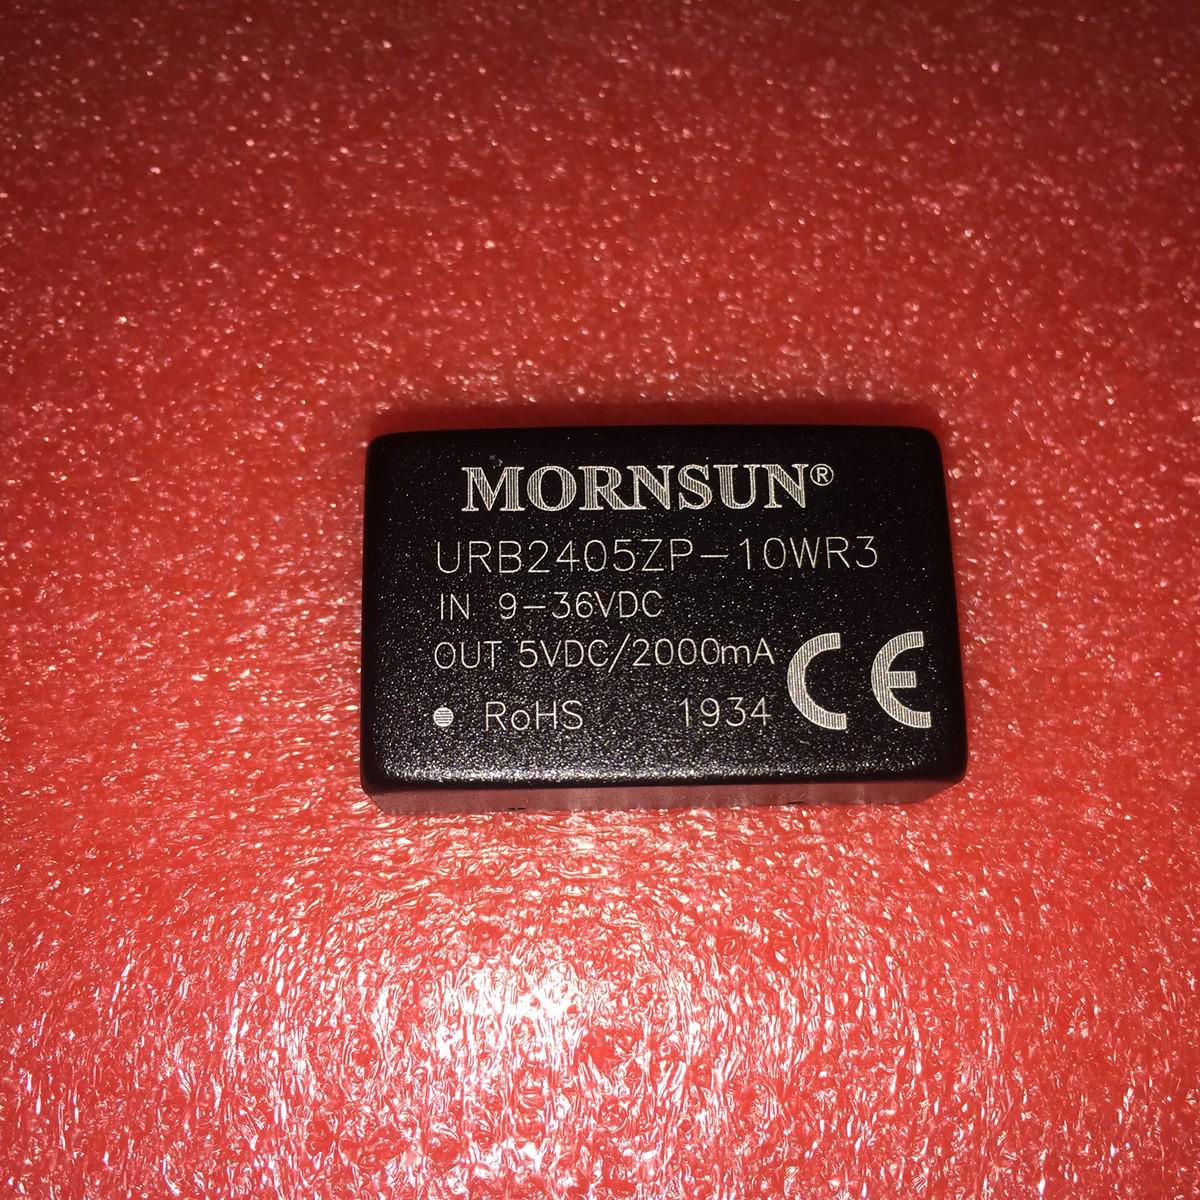 MORNSUN®
URB2405ZP-10WR3
IN 9-36VDC
OUT 5VDC/2000mA
RoHS 1934 CE